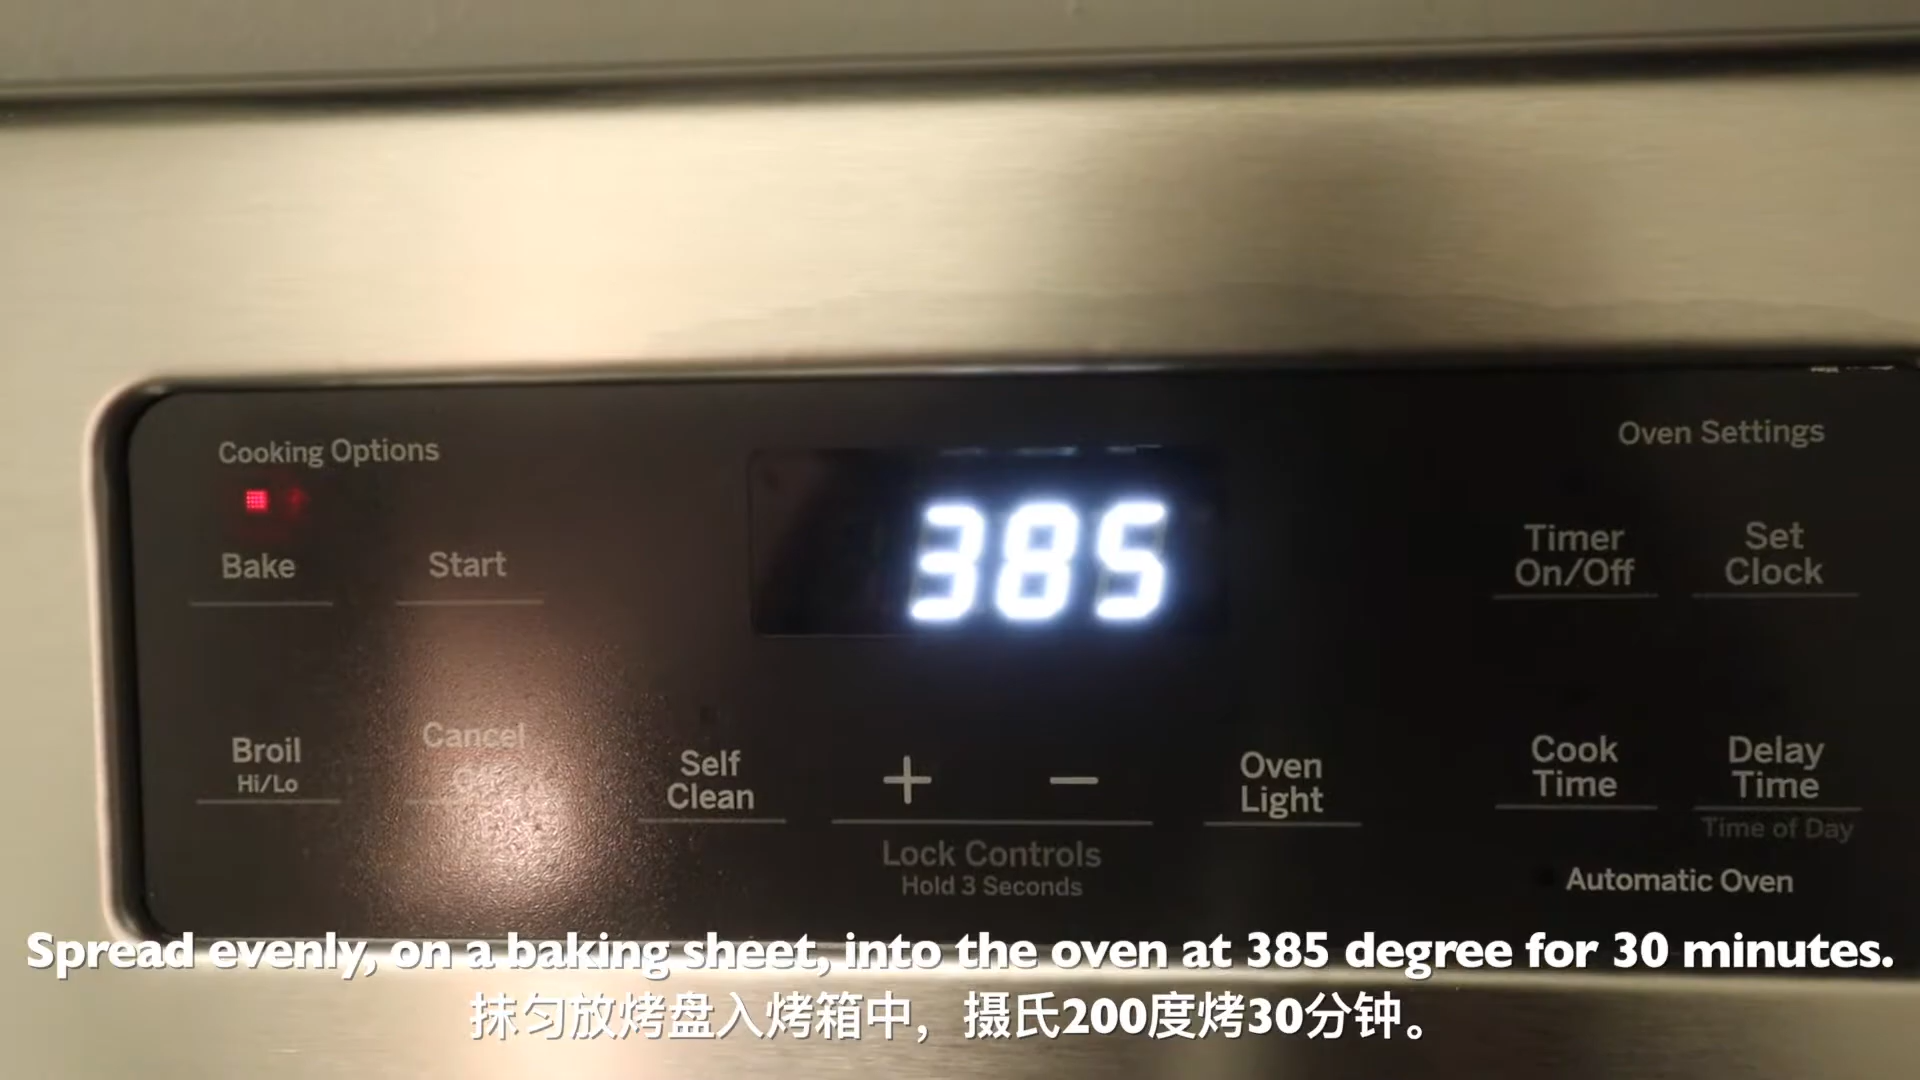 Cooking Options
Oven Settings
385
Bake
Start
Timer
On/Off
Set
Clock
Broil
Hi/Lo
Cancel
Self
Clean
+
−
Oven
Light
Cook
Time
Delay
Time
Time of Day
Lock Controls
Hold 3 Seconds
Automatic Oven
Spread evenly, on a baking sheet, into the oven at 385 degree for 30 minutes.
抹匀放烤盘入烤箱中，摄氏200度烤30分钟。